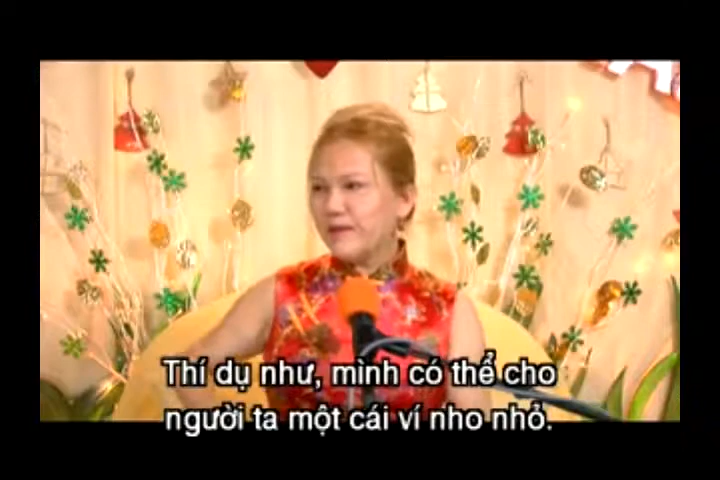 Thí dụ như, mình có thể cho
người ta một cái ví nho nhỏ.